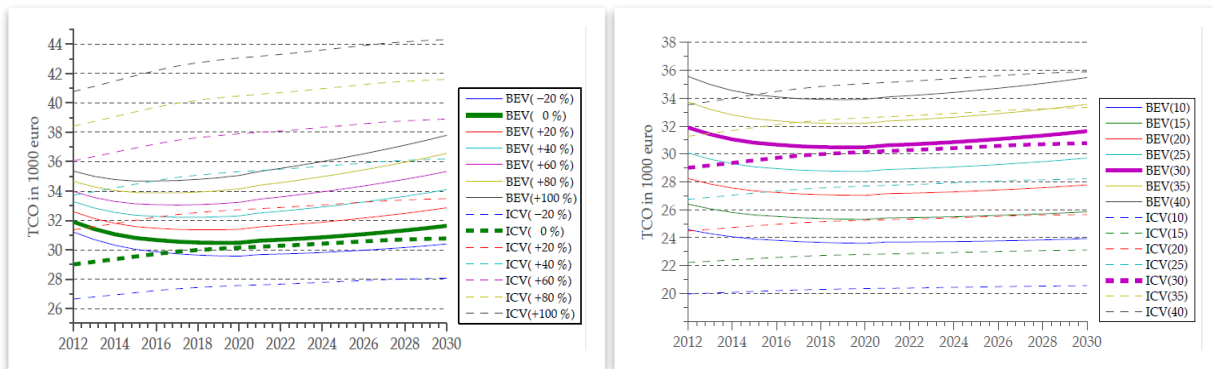 TCO in 1000 euro
44
42
40
38
36
34
32
30
28
26
2012 2014 2016 2018 2020 2022 2024 2026 2028 2030
BEV( −20 %)
BEV( 0 %)
BEV( +20 %)
BEV( +40 %)
BEV( +60 %)
BEV( +80 %)
BEV(+100 %)
ICV( −20 %)
ICV( 0 %)
ICV( +20 %)
ICV( +40 %)
ICV( +60 %)
ICV( +80 %)
ICV(+100 %)
TCO in 1000 euro
38
36
34
32
30
28
26
24
22
20
2012 2014 2016 2018 2020 2022 2024 2026 2028 2030
BEV(10)
BEV(15)
BEV(20)
BEV(25)
BEV(30)
BEV(35)
BEV(40)
ICV(10)
ICV(15)
ICV(20)
ICV(25)
ICV(30)
ICV(35)
ICV(40)